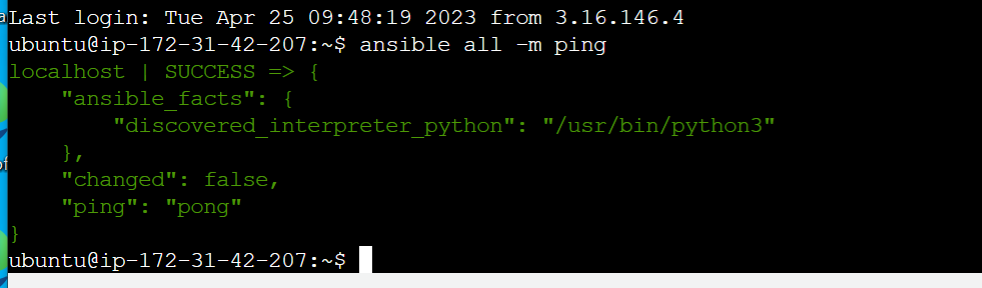 Last login: Tue Apr 25 09:48:19 2023 from 3.16.146.4
ubuntu@ip-172-31-42-207:~$ ansible all -m ping
localhost | SUCCESS => {
    "ansible_facts": {
        "discovered_interpreter_python": "/usr/bin/python3"
    },
    "changed": false,
    "ping": "pong"
}
ubuntu@ip-172-31-42-207:~$